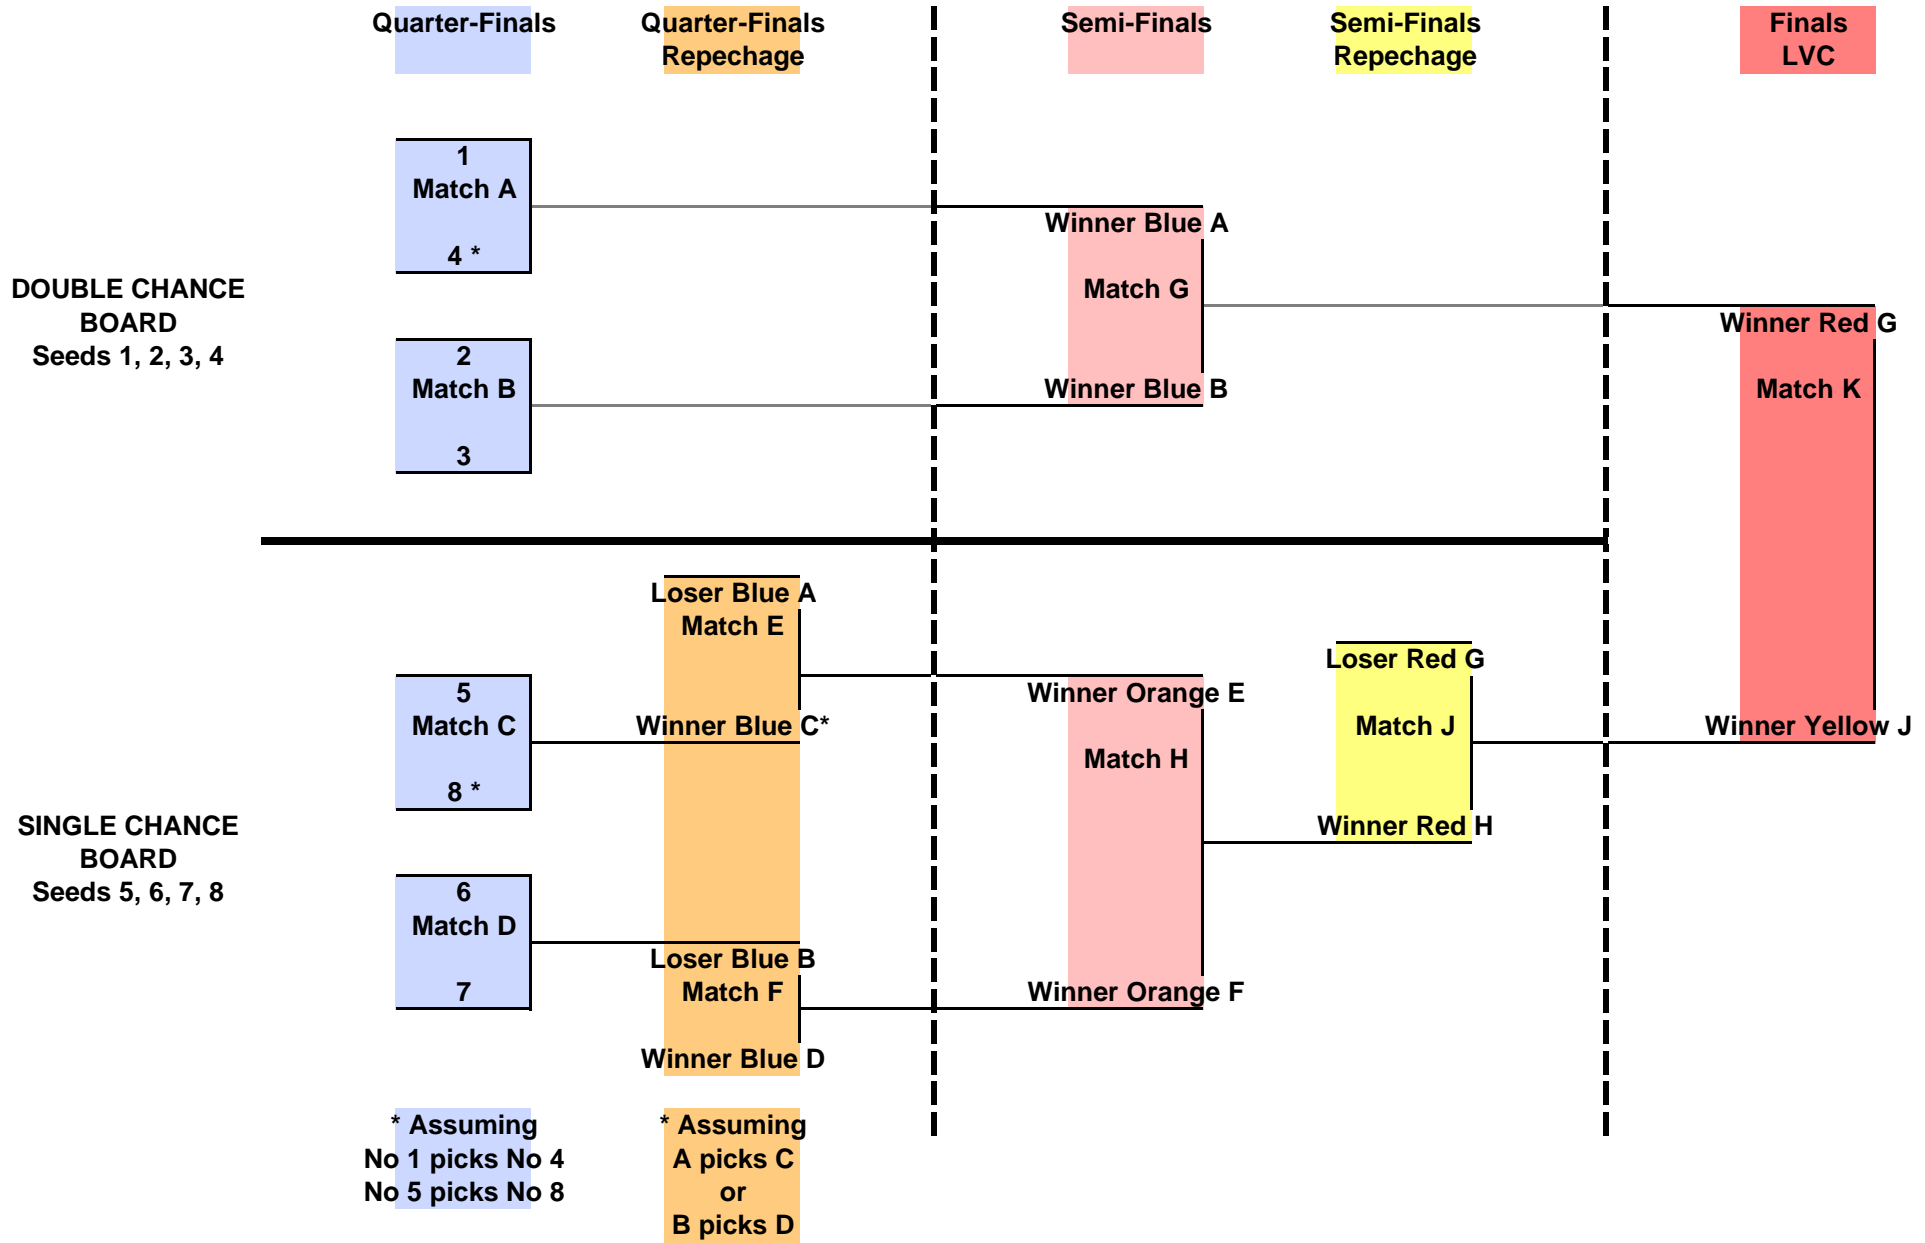 Quarter-Finals
Quarter-Finals
Repechage
Semi-Finals
Semi-Finals
Repechage
Finals
LVC
DOUBLE CHANCE
BOARD
Seeds 1, 2, 3, 4
1
Match A
4 *
2
Match B
3
Winner Blue A
Match G
Winner Blue B
Winner Red G
Match K
Winner Yellow J
SINGLE CHANCE
BOARD
Seeds 5, 6, 7, 8
5
Match C
8 *
6
Match D
7
Loser Blue A
Match E
Winner Blue C*
Loser Blue B
Match F
Winner Blue D
Winner Orange E
Match H
Winner Orange F
Loser Red G
Match J
Winner Red H
* Assuming
No 1 picks No 4
No 5 picks No 8
* Assuming
A picks C
or
B picks D